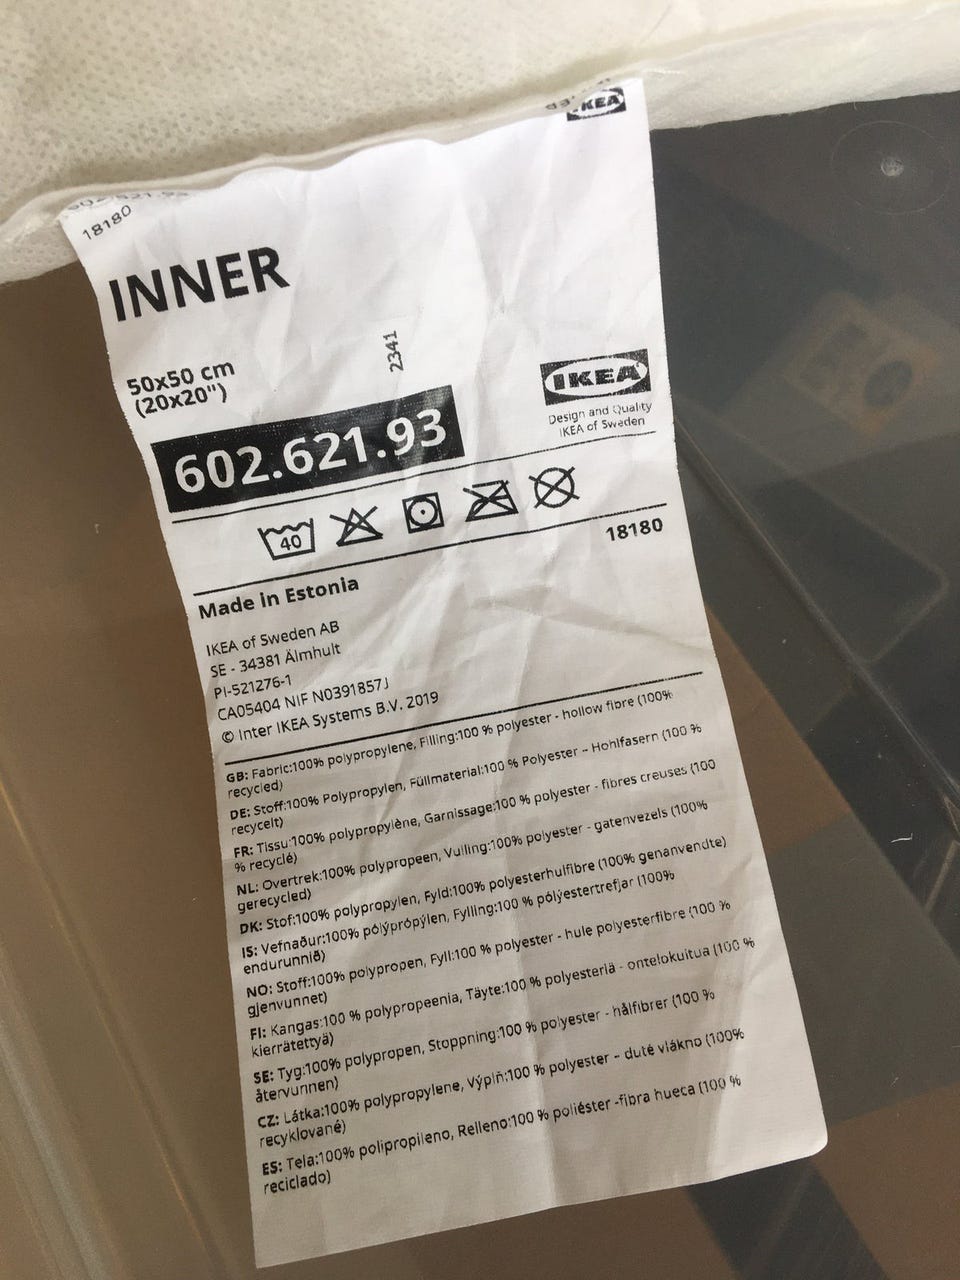 IKEA
602.621.93
18180
INNER
50x50 cm
(20x20")
2341
602.621.93
IKEA
Design and Quality
IKEA of Sweden
40
18180
Made in Estonia
IKEA of Sweden AB
SE - 34381 Älmhult
PI-521276-1
CA05404 NIF N0391857J
© Inter IKEA Systems B.V. 2019
GB: Fabric:100% polypropylene, Filling:100 % polyester - hollow fibre (100%
recycled)
DE: Stoff:100% Polypropylen, Füllmaterial:100 % Polyester – Hohlfasern (100 %
recycelt)
FR: Tissu:100% polypropylène, Garnissage:100 % polyester - fibres creuses (100
% recyclé)
NL: Overtrek:100% polypropeen, Vulling:100% polyester - gatenvezels (100%
gerecycled)
DK: Stof:100% polypropylen, Fyld:100% polyesterhulfibre (100% genanvendte)
IS: Vefnaður:100% pólýprópýlen, Fylling:100 % pólýestertrefjar (100%
endurunnið)
NO: Stoff:100% polypropen, Fyll:100 % polyester - hule polyesterfibre (100 %
gjenvunnet)
FI: Kangas:100 % polypropeenia, Täyte:100 % polyesteriä - ontelokuitua (100 %
kierrätettyä)
SE: Tyg:100% polypropen, Stoppning:100 % polyester - hålfibrer (100 %
återvunnen)
CZ: Látka:100% polypropylene, Výplň:100 % polyester – duté vlákno (100%
recyklované)
ES: Tela:100% polipropileno, Relleno:100 % poliéster -fibra hueca (100 %
reciclado)